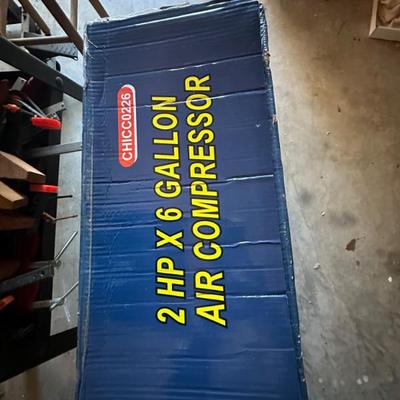 CHICC0226
2 HP X 6 GALLON
AIR COMPRESSOR